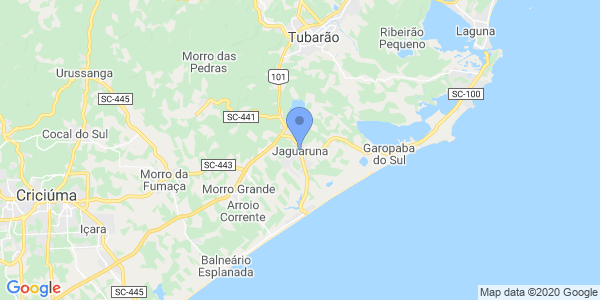 Laguna
Ribeirão
Pequeno
Tubarão
Morro das
Pedras
Urussanga
101
SC-445
SC-100
SC-441
Cocal do Sul
Jaguaruna
Garopaba
do Sul
SC-443
Morro da
Fumaça
Morro Grande
Criciúma
Arroio
Corrente
Içara
Balneário
Esplanada
SC-445
Google
Map data ©2020 Google